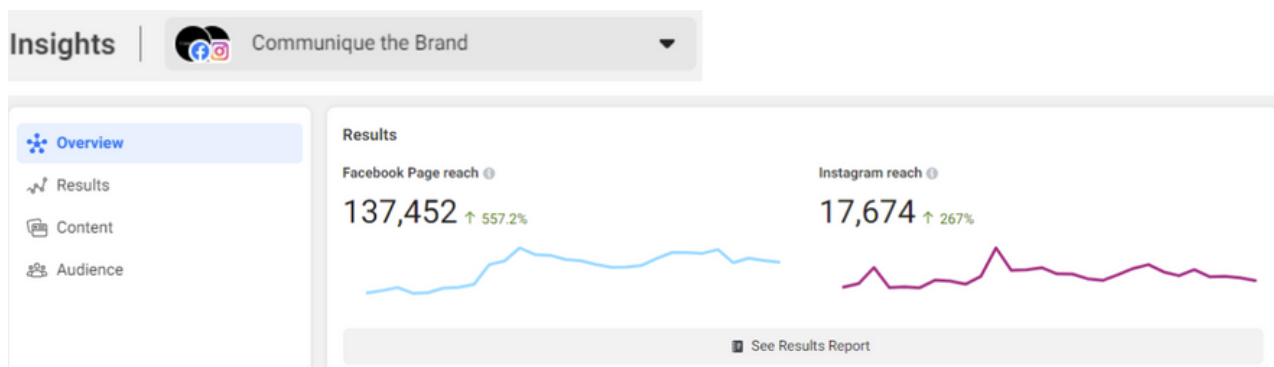 Insights
Communique the Brand
Overview
Results
Content
Audience
Results
Facebook Page reach
137,452 ↑ 557.2%
Instagram reach
17,674 ↑ 267%
See Results Report